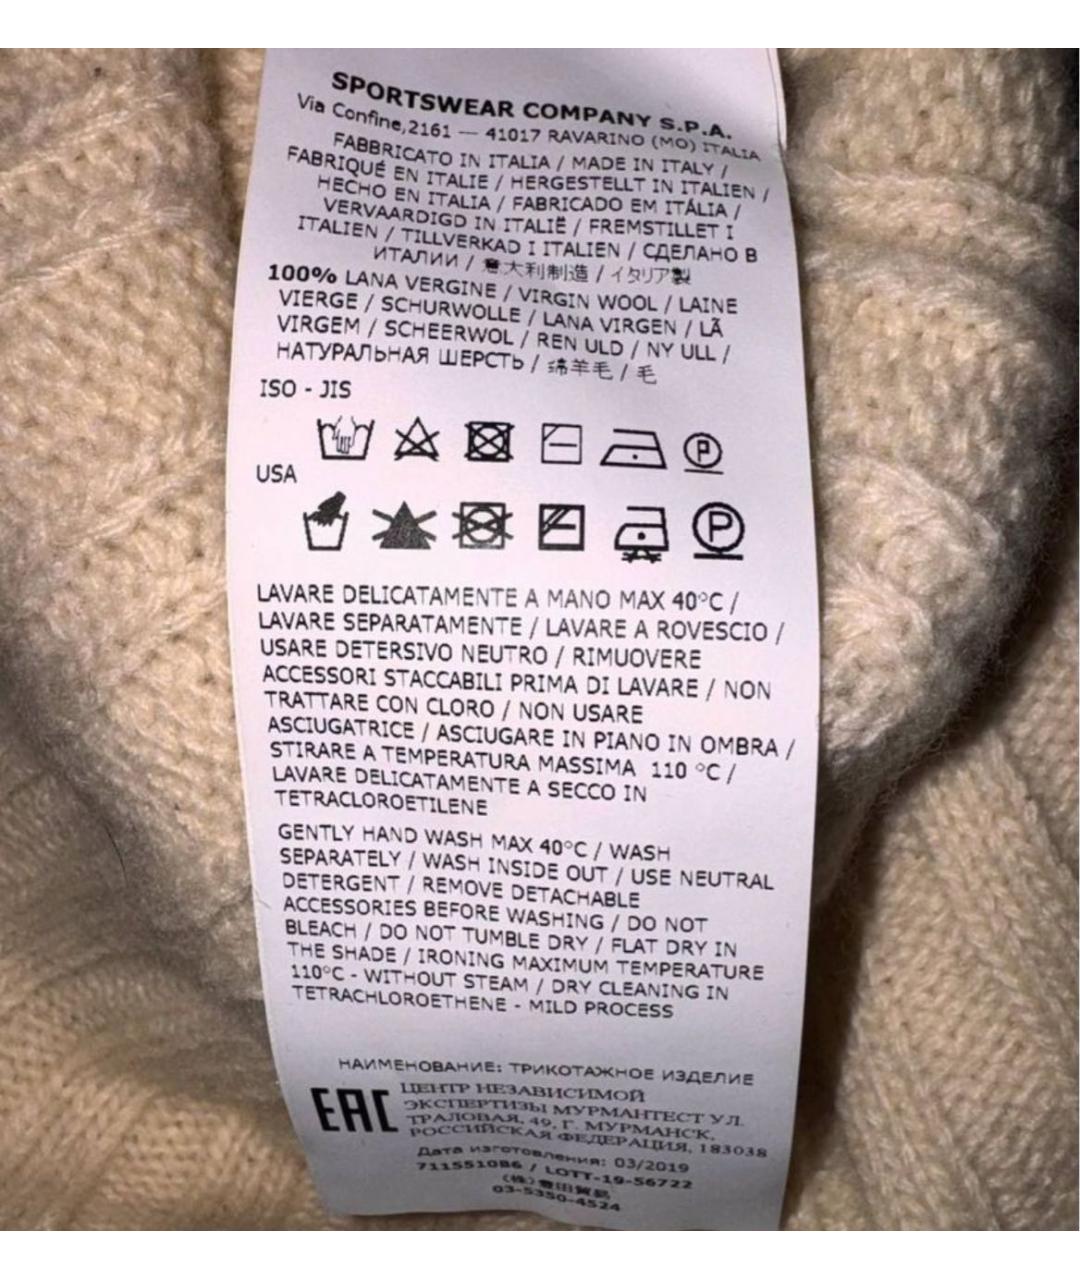 SPORTSWEAR COMPANY S.P.A.
Via Confine,2161 — 41017 RAVARINO (MO) ITALIA
FABBRICATO IN ITALIA / MADE IN ITALY /
FABRIQUÉ EN ITALIE / HERGESTELLT IN ITALIEN /
HECHO EN ITALIA / FABRICADO EM ITÁLIA /
VERVAARDIGD IN ITALIË / FREMSTILLET I
ITALIEN / TILLVERKAD I ITALIEN / СДЕЛАНО В
ИТАЛИИ / 意大利制造 / イタリア製
100% LANA VERGINE / VIRGIN WOOL / LAINE
VIERGE / SCHURWOLLE / LANA VIRGEN / LÃ
VIRGEM / SCHEERWOL / REN ULD / NY ULL /
НАТУРАЛЬНАЯ ШЕРСТЬ / 绵羊毛 / 毛
ISO - JIS
P
USA
P
LAVARE DELICATAMENTE A MANO MAX 40°C /
LAVARE SEPARATAMENTE / LAVARE A ROVESCIO /
USARE DETERSIVO NEUTRO / RIMUOVERE
ACCESSORI STACCABILI PRIMA DI LAVARE / NON
TRATTARE CON CLORO / NON USARE
ASCIUGATRICE / ASCIUGARE IN PIANO IN OMBRA /
STIRARE A TEMPERATURA MASSIMA 110 °C /
LAVARE DELICATAMENTE A SECCO IN
TETRACLOROETILENE
GENTLY HAND WASH MAX 40°C / WASH
SEPARATELY / WASH INSIDE OUT / USE NEUTRAL
DETERGENT / REMOVE DETACHABLE
ACCESSORIES BEFORE WASHING / DO NOT
BLEACH / DO NOT TUMBLE DRY / FLAT DRY IN
THE SHADE / IRONING MAXIMUM TEMPERATURE
110°C - WITHOUT STEAM / DRY CLEANING IN
TETRACHLOROETHENE - MILD PROCESS
НАИМЕНОВАНИЕ: ТРИКОТАЖНОЕ ИЗДЕЛИЕ
EAC
ЦЕНТР НЕЗАВИСИМОЙ
ЭКСПЕРТИЗЫ МУРМАНТЕСТ УЛ.
ТРАЛОВАЯ, 49, Г. МУРМАНСК,
РОССИЙСКАЯ ФЕДЕРАЦИЯ, 183038
Дата изготовления: 03/2019
7115551086 / LOTT-19-56722
(株)豊田貿易
03-5350-4524